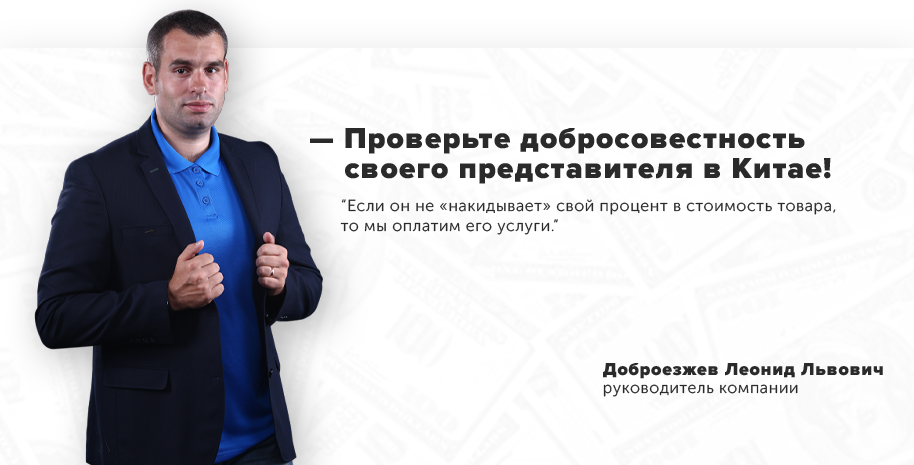 — Проверьте добросовестность
своего представителя в Китае!
“Если он не «накидывает» свой процент в стоимость товара,
то мы оплатим его услуги.”
Доброезжев Леонид Львович
руководитель компании